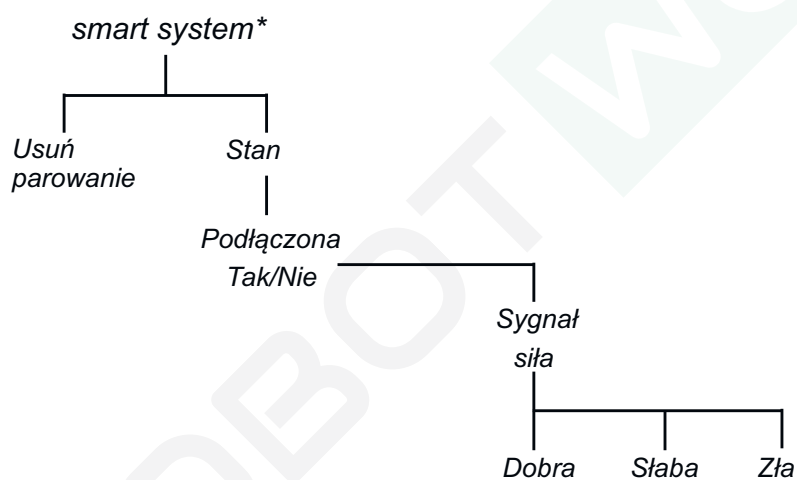 smart system*
Usuń
parowanie
Stan
Podłączona
Tak/Nie
Sygnał
siła
Dobra
Słaba
Zła